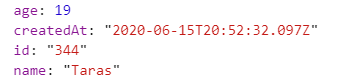 age: 19
createdAt: "2020-06-15T20:52:32.097Z"
id: "344"
name: "Taras"